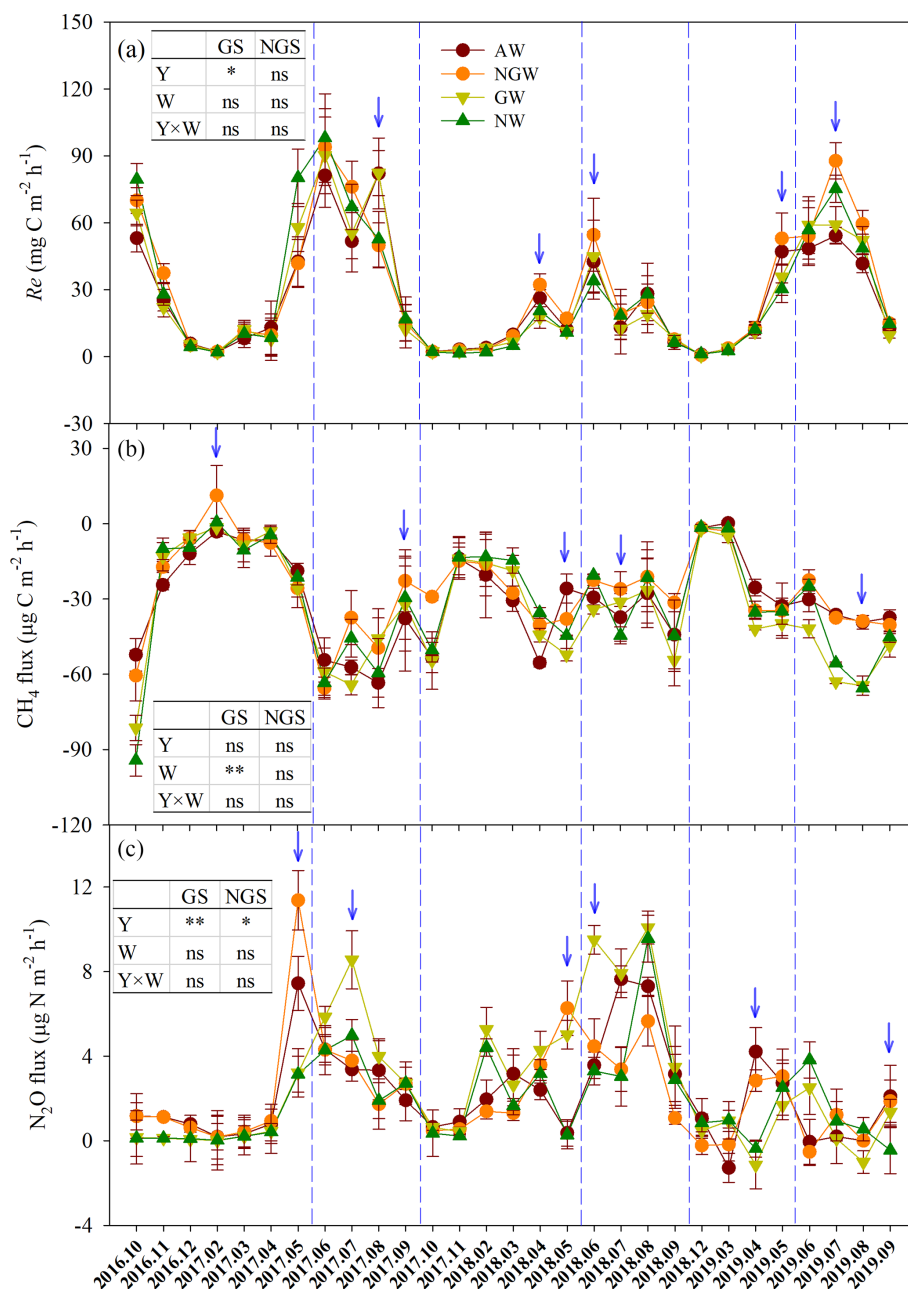 (a)
GS NGS
Y * ns
W ns ns
Y×W ns ns
AW
NGW
GW
NW
150
120
90
60
30
0
-30
Re (mg C m-2 h-1)
(b)
30
0
-30
-60
-90
-120
CH4 flux (μg C m-2 h-1)
GS NGS
Y ns ns
W ** ns
Y×W ns ns
(c)
GS NGS
Y ** *
W ns ns
Y×W ns ns
12
8
4
0
-4
N2O flux (μg N m-2 h-1)
2016.10
2016.11
2016.12
2017.02
2017.03
2017.04
2017.05
2017.06
2017.07
2017.08
2017.09
2017.10
2017.11
2018.02
2018.03
2018.04
2018.05
2018.06
2018.07
2018.08
2018.09
2018.12
2019.03
2019.04
2019.05
2019.06
2019.07
2019.08
2019.09